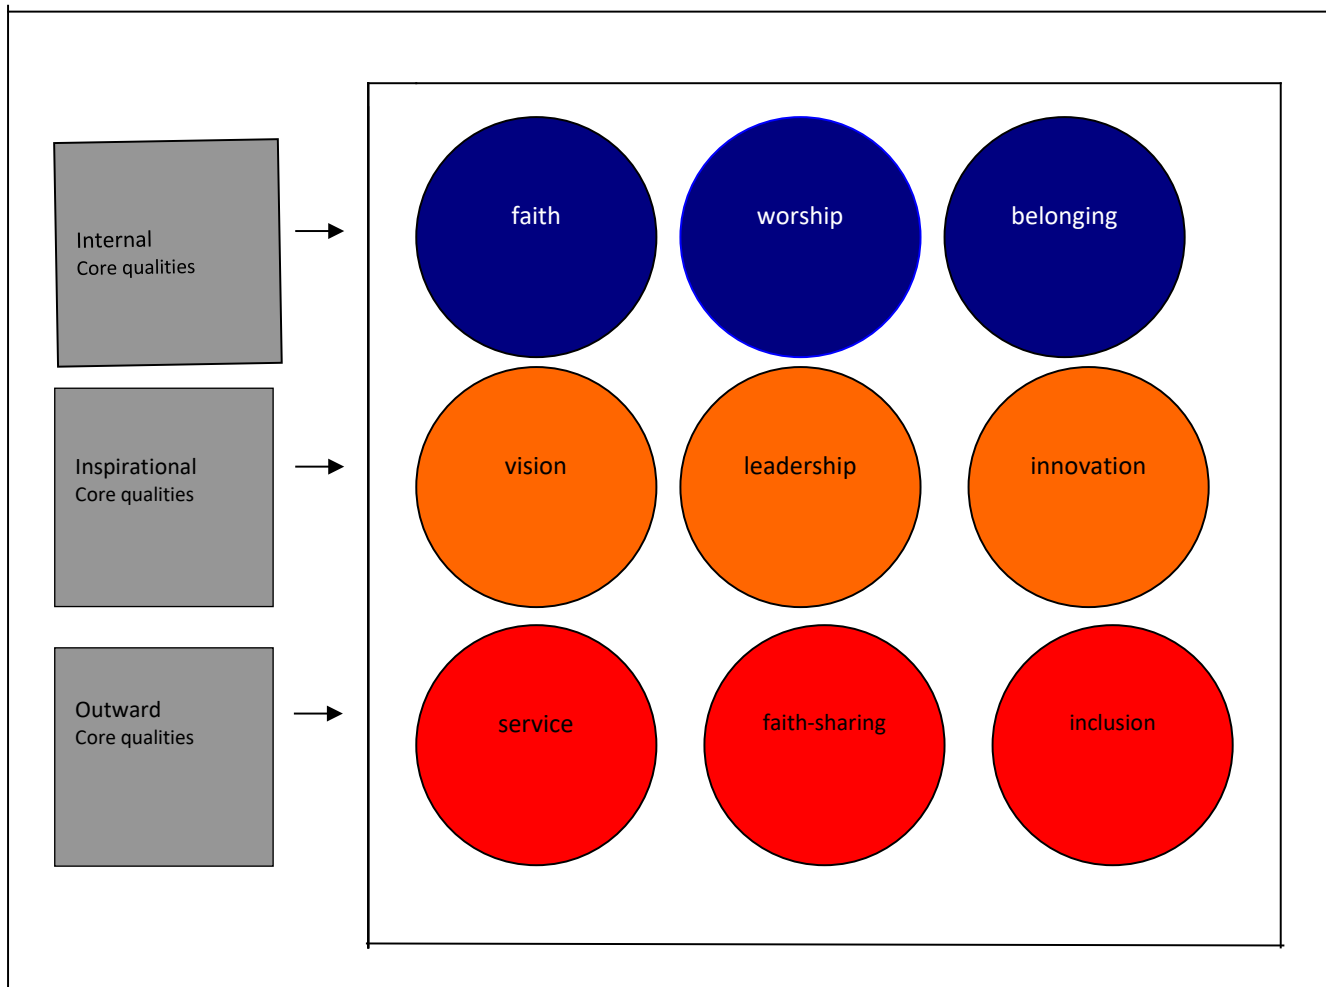 faith
worship
belonging
Internal
Core qualities
vision
leadership
innovation
Inspirational
Core qualities
service
faith-sharing
inclusion
Outward
Core qualities